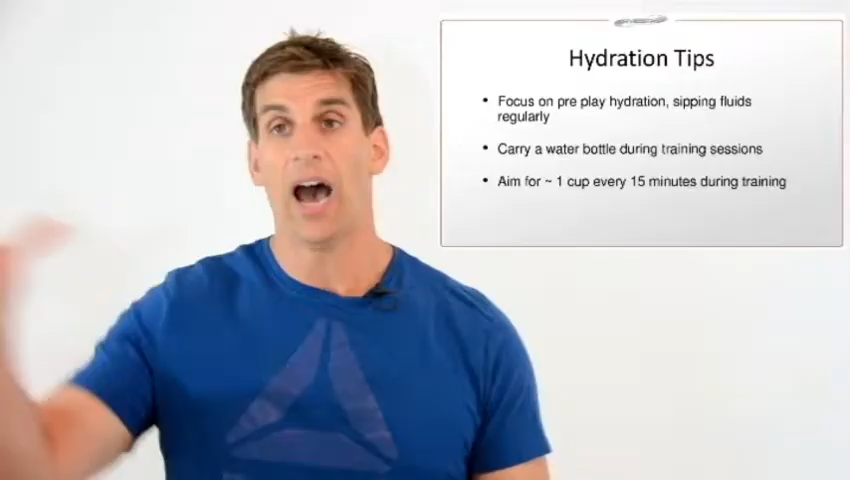 Hydration Tips
• Focus on pre play hydration, sipping fluids
regularly
• Carry a water bottle during training sessions
• Aim for ~ 1 cup every 15 minutes during training